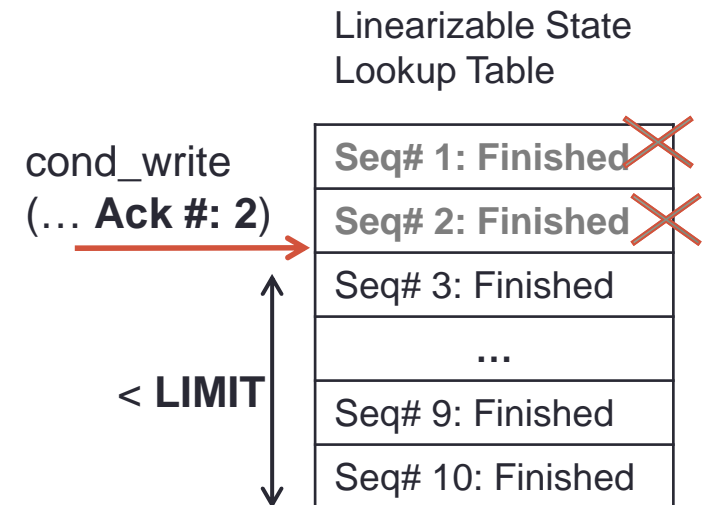 Linearizable State
Lookup Table
cond_write
(… Ack #: 2)
< LIMIT
Seq# 1: Finished
Seq# 2: Finished
Seq# 3: Finished
…
Seq# 9: Finished
Seq# 10: Finished